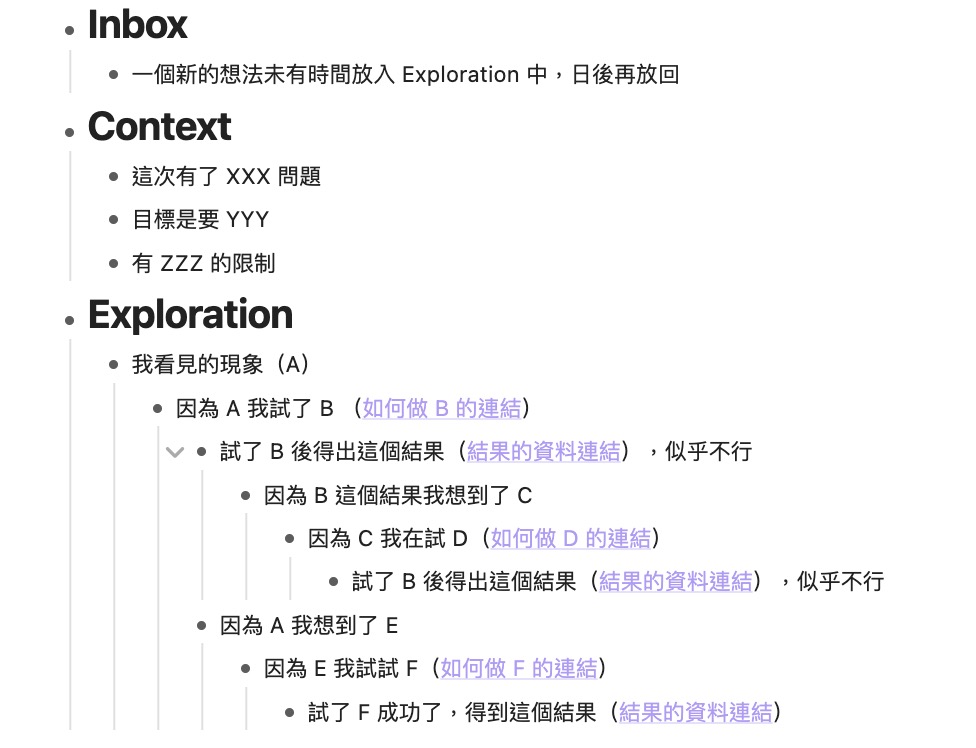 Inbox
一個新的想法未有時間放入 Exploration 中，日後再放回
Context
這次有了 XXX 問題
目標是要 YYY
有 ZZZ 的限制
Exploration
我看見的現象（A）
因為 A 我試了 B （如何做 B 的連結）
試了 B 後得出這個結果（結果的資料連結），似乎不行
因為 B 這個結果我想到了 C
因為 C 我在試 D（如何做 D 的連結）
試了 B 後得出這個結果（結果的資料連結），似乎不行
因為 A 我想到了 E
因為 E 我試試 F（如何做 F 的連結）
試了 F 成功了，得到這個結果（結果的資料連結）